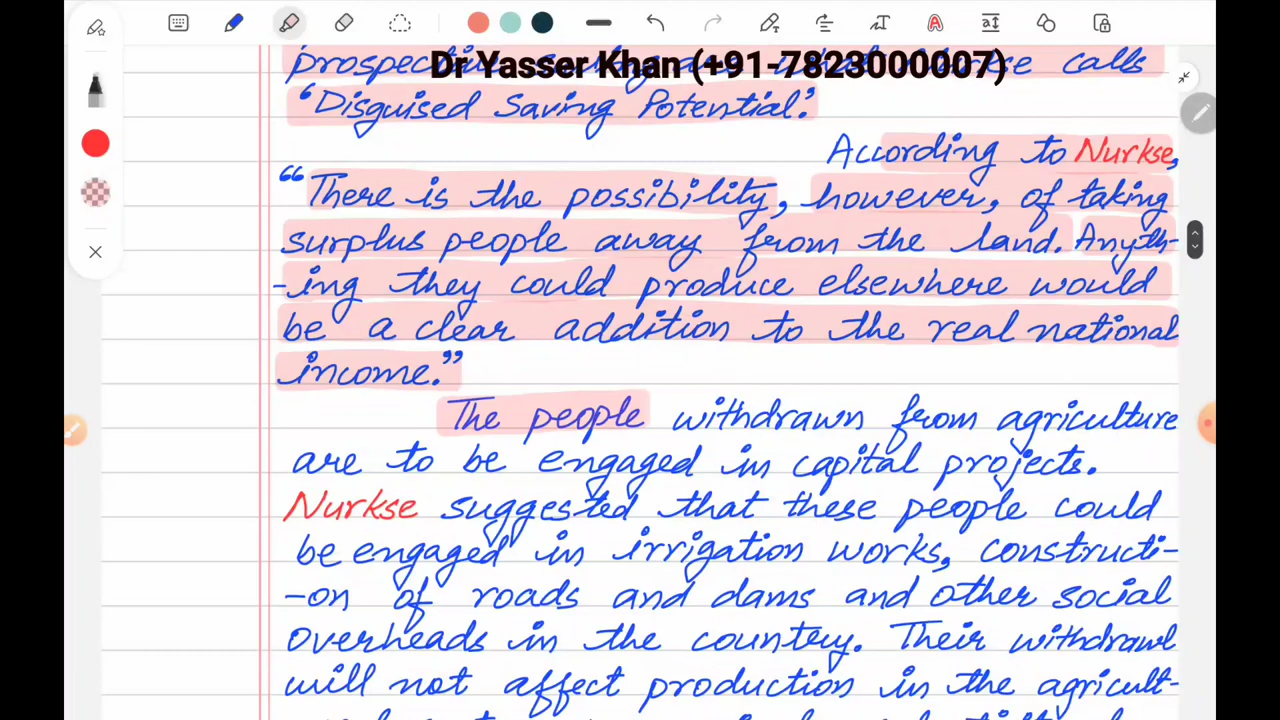 Dr Yasser Khan (+91-7823000007)
calls
"Disguised Saving Potential."
According to Nurkse,
"There is the possibility, however, of taking
surplus people away from the land. Anyth-
-ing they could produce elsewhere would
be a clear addition to the real national
income."
The people withdrawn from agriculture
are to be engaged in capital projects.
Nurkse suggested that these people could
be engaged in irrigation works, constructi-
-on of roads and dams and other social
overheads in the country. Their withdrawl
will not affect production in the agricult-